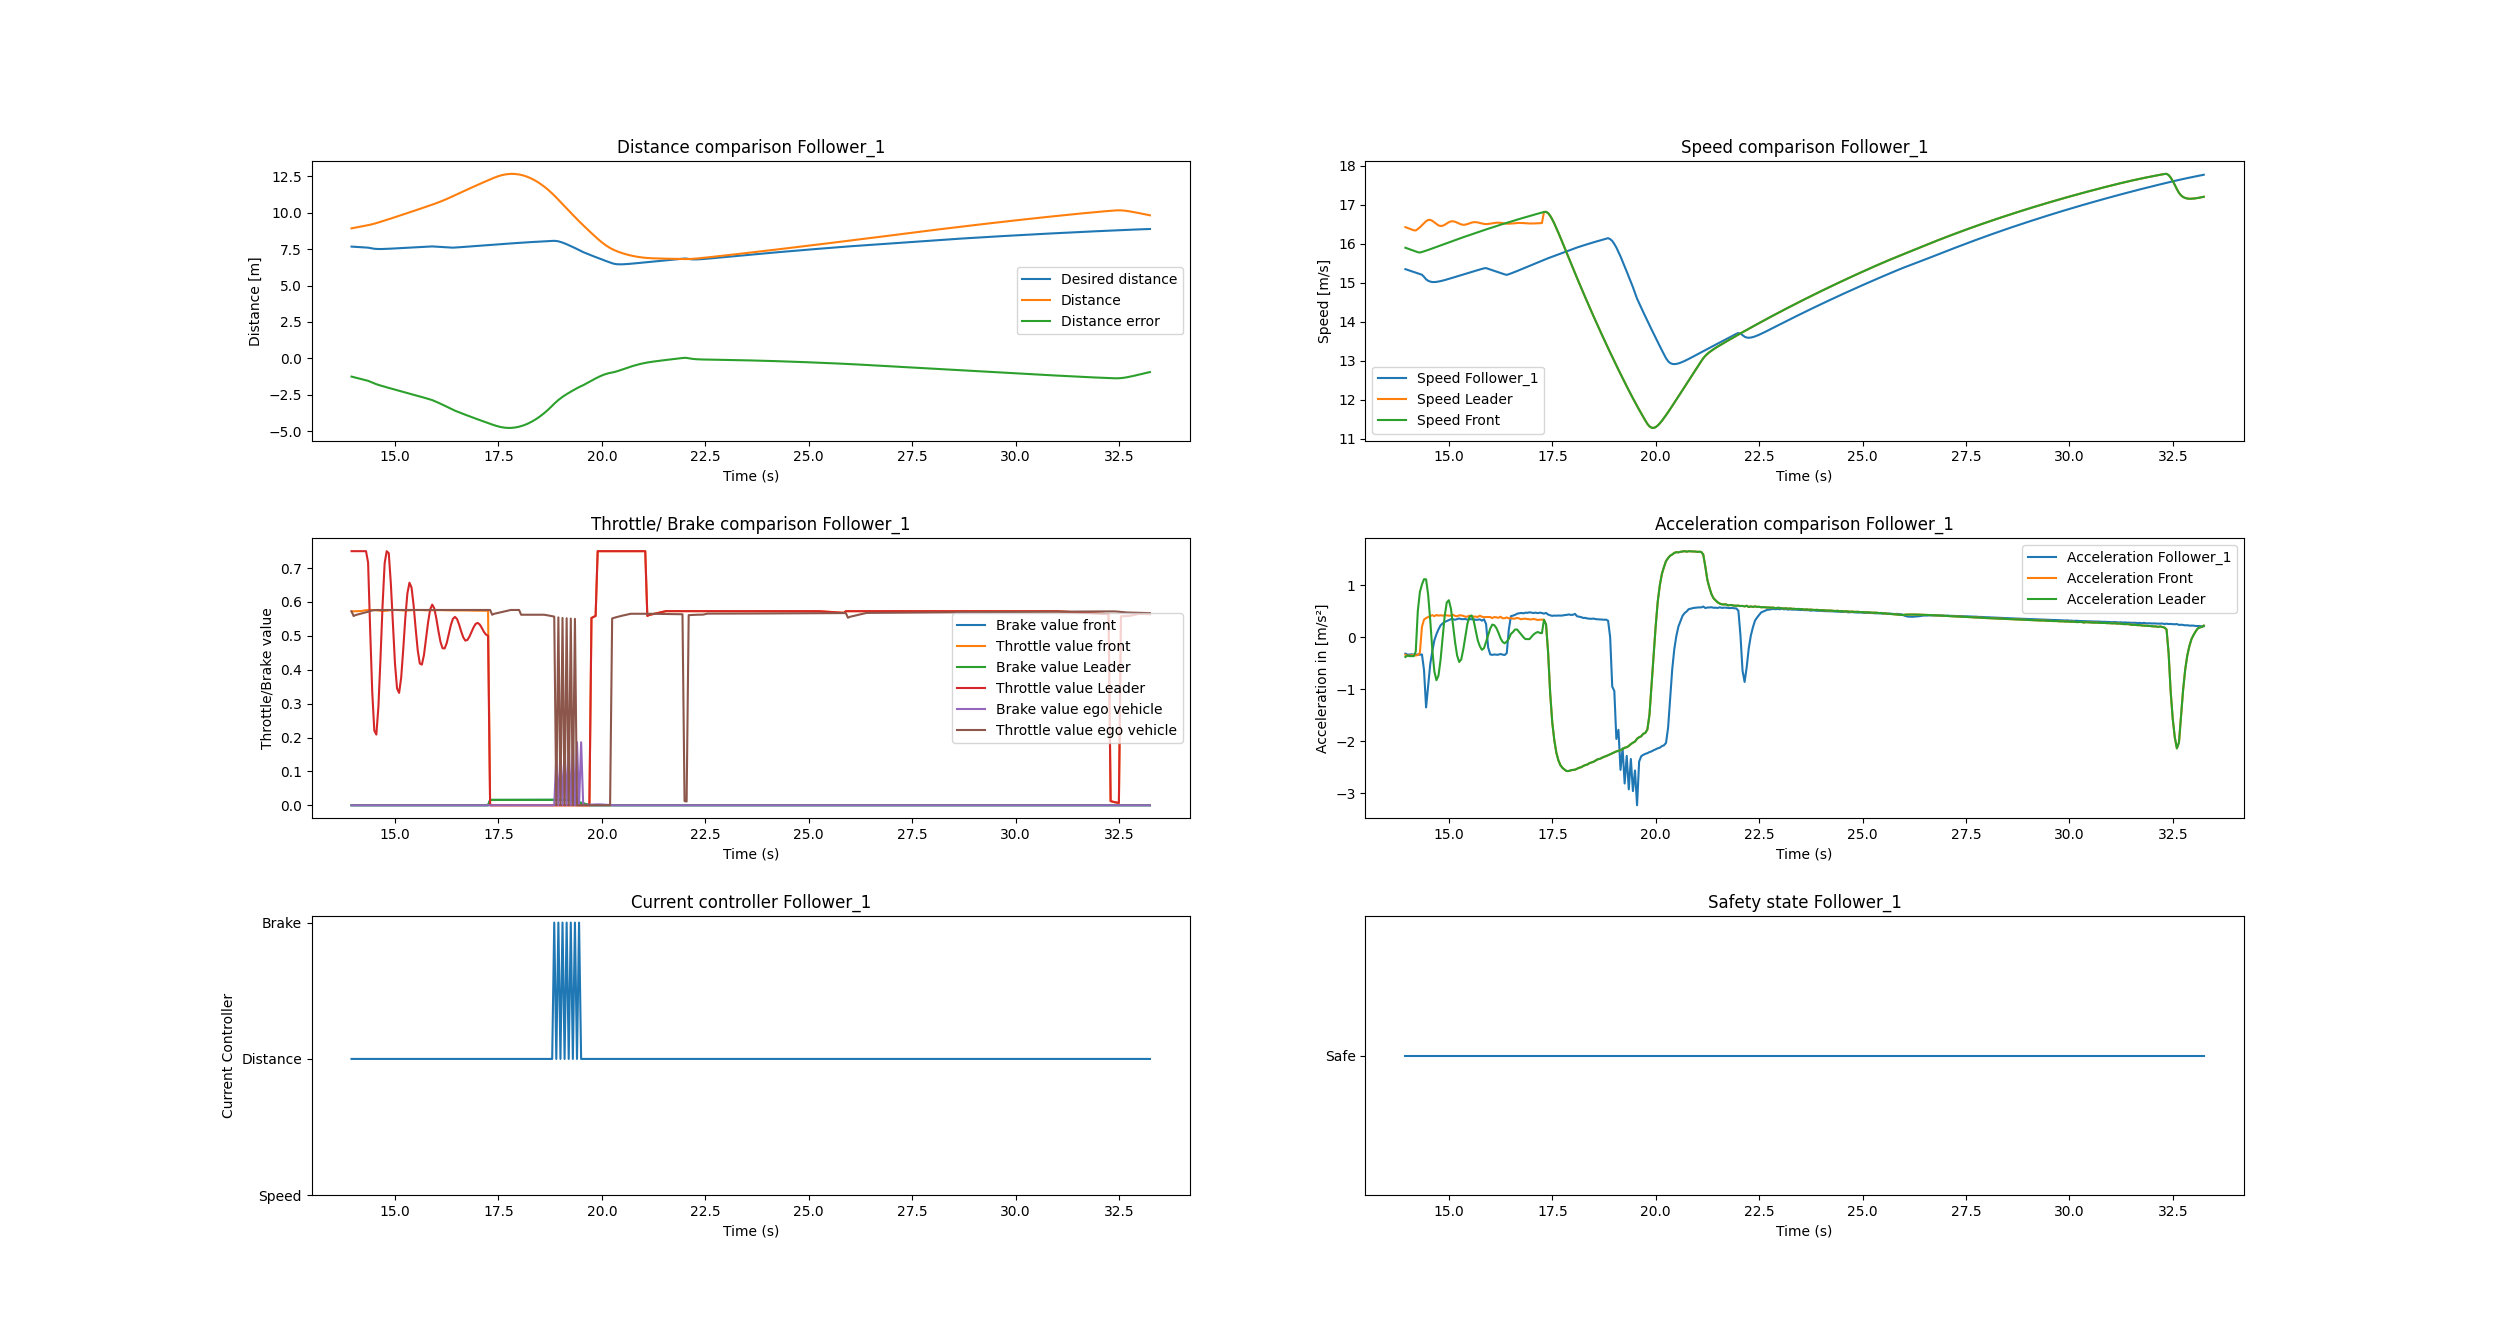 Distance comparison Follower_1
12.5
10.0
7.5
5.0
2.5
0.0
−2.5
−5.0
Distance [m]
Desired distance
Distance
Distance error
15.0 17.5 20.0 22.5 25.0 27.5 30.0 32.5
Time (s)
Speed comparison Follower_1
18
17
16
15
14
13
12
11
Speed [m/s]
Speed Follower_1
Speed Leader
Speed Front
15.0 17.5 20.0 22.5 25.0 27.5 30.0 32.5
Time (s)
Throttle/ Brake comparison Follower_1
0.7
0.6
0.5
0.4
0.3
0.2
0.1
0.0
Throttle/Brake value
Brake value front
Throttle value front
Brake value Leader
Throttle value Leader
Brake value ego vehicle
Throttle value ego vehicle
15.0 17.5 20.0 22.5 25.0 27.5 30.0 32.5
Time (s)
Acceleration comparison Follower_1
1
0
−1
−2
−3
Acceleration in [m/s²]
Acceleration Follower_1
Acceleration Front
Acceleration Leader
15.0 17.5 20.0 22.5 25.0 27.5 30.0 32.5
Time (s)
Current controller Follower_1
Brake
Distance
Speed
Current Controller
15.0 17.5 20.0 22.5 25.0 27.5 30.0 32.5
Time (s)
Safety state Follower_1
Safe
15.0 17.5 20.0 22.5 25.0 27.5 30.0 32.5
Time (s)